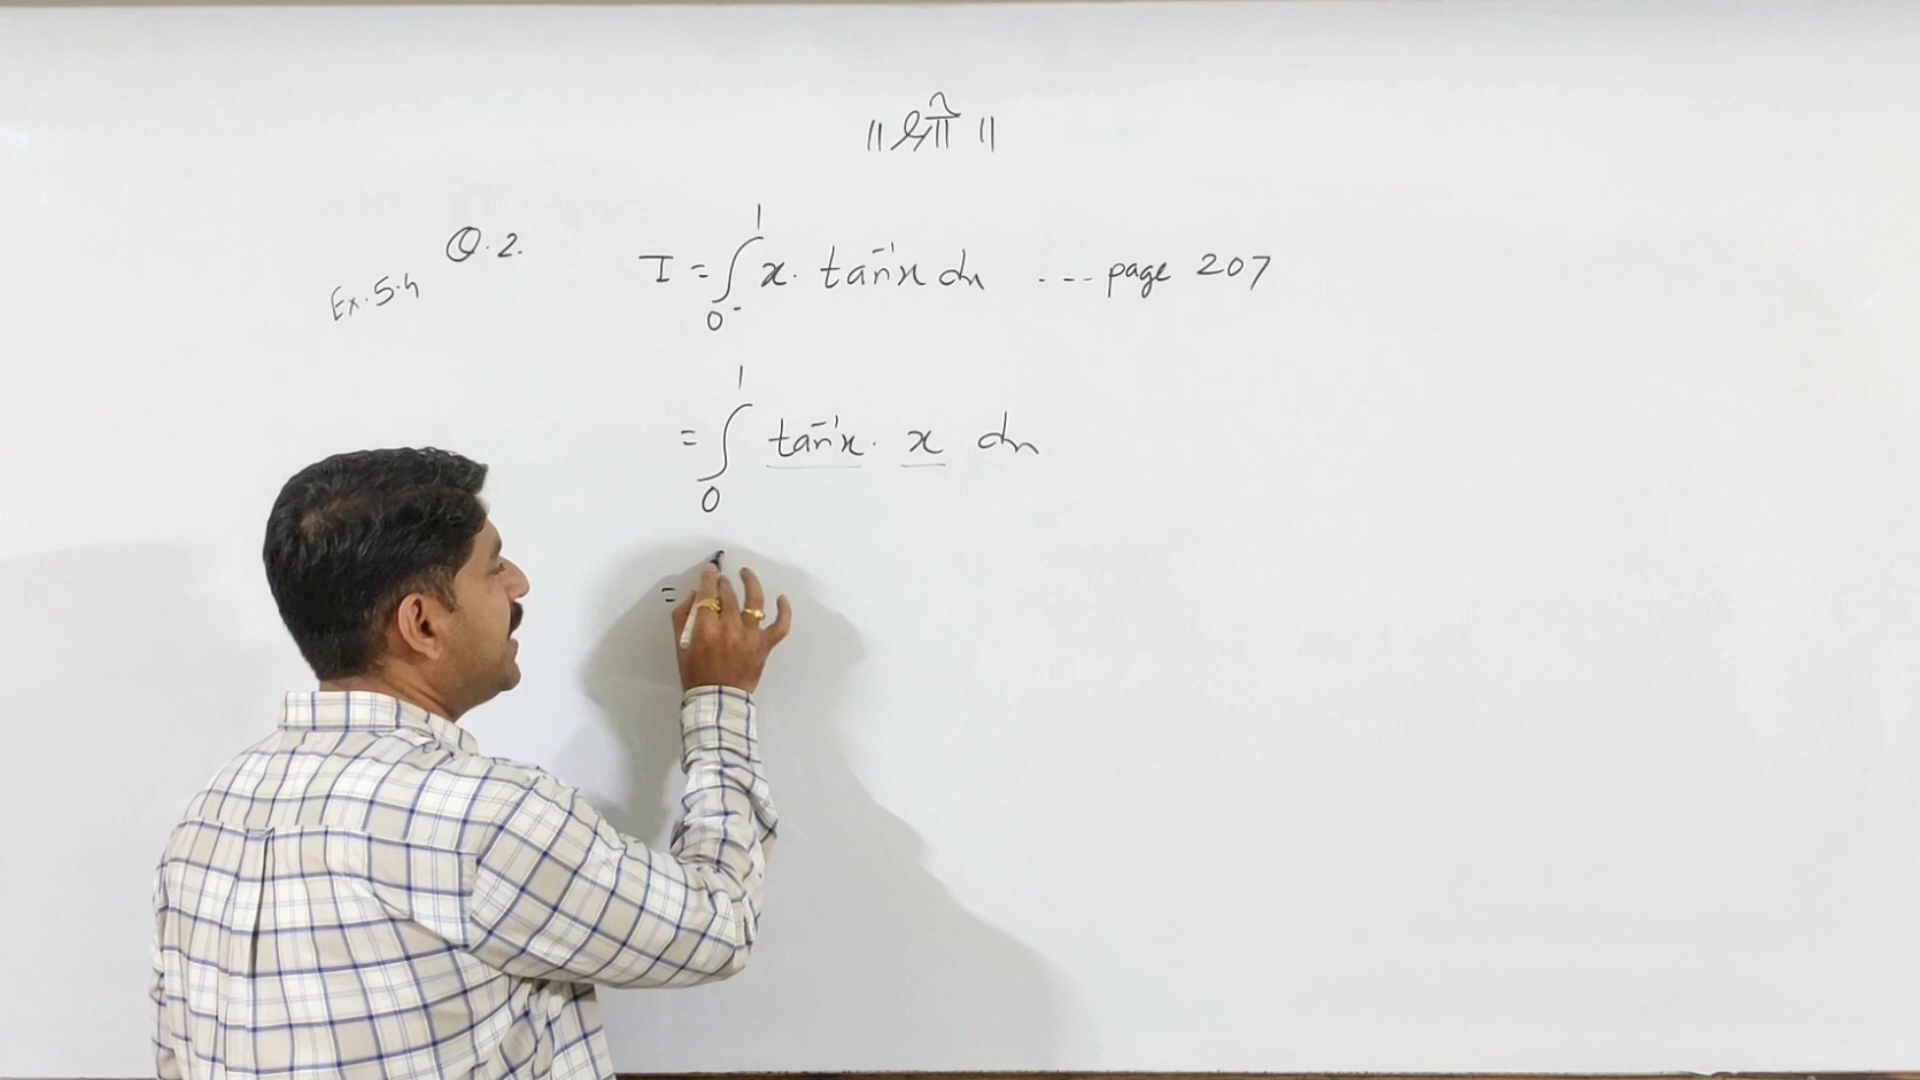 ॥ श्री ॥
Ex. 5.4 Q. 2. I = ∫₀¹ x. tan⁻¹x dx ... page 207
= ∫₀¹ tan⁻¹x . x dx
=